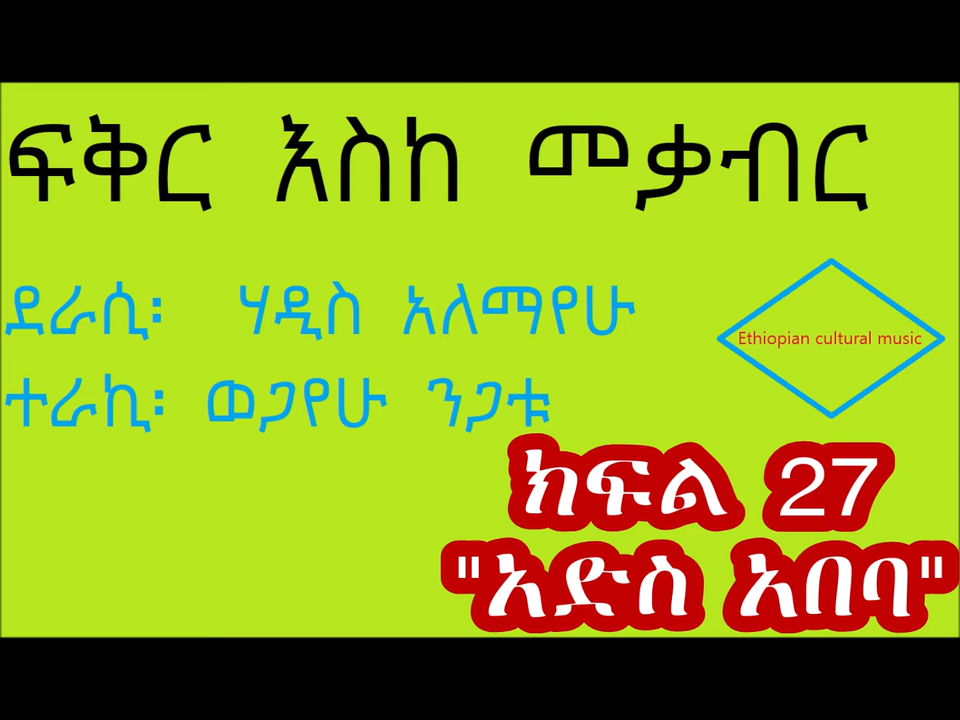 ፍቅር እስከ መቃብር
ደራሲ፡ ሃዲስ አለማየሁ
Ethiopian cultural music
ተራኪ፡ ወጋየሁ ንጋቱ
ክፍል 27
"አድስ አበባ"